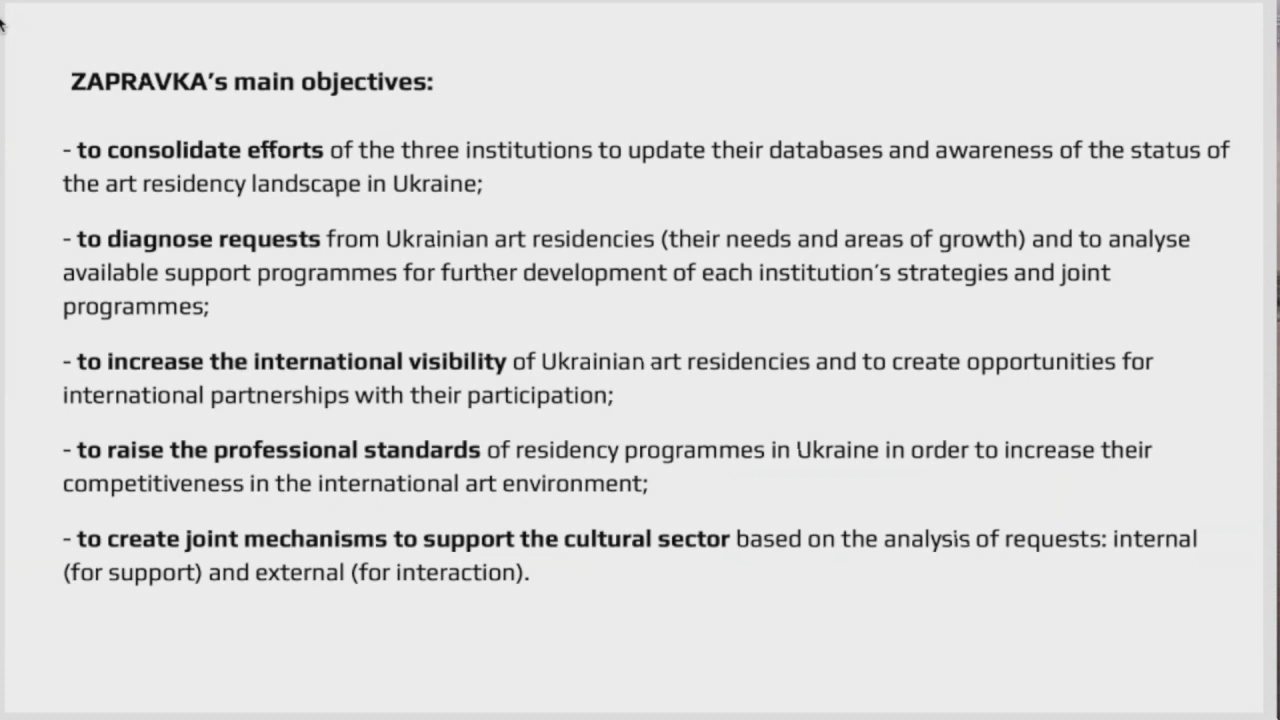 ZAPRAVKA’s main objectives:
- to consolidate efforts of the three institutions to update their databases and awareness of the status of
the art residency landscape in Ukraine;
- to diagnose requests from Ukrainian art residencies (their needs and areas of growth) and to analyse
available support programmes for further development of each institution’s strategies and joint
programmes;
- to increase the international visibility of Ukrainian art residencies and to create opportunities for
international partnerships with their participation;
- to raise the professional standards of residency programmes in Ukraine in order to increase their
competitiveness in the international art environment;
- to create joint mechanisms to support the cultural sector based on the analysis of requests: internal
(for support) and external (for interaction).